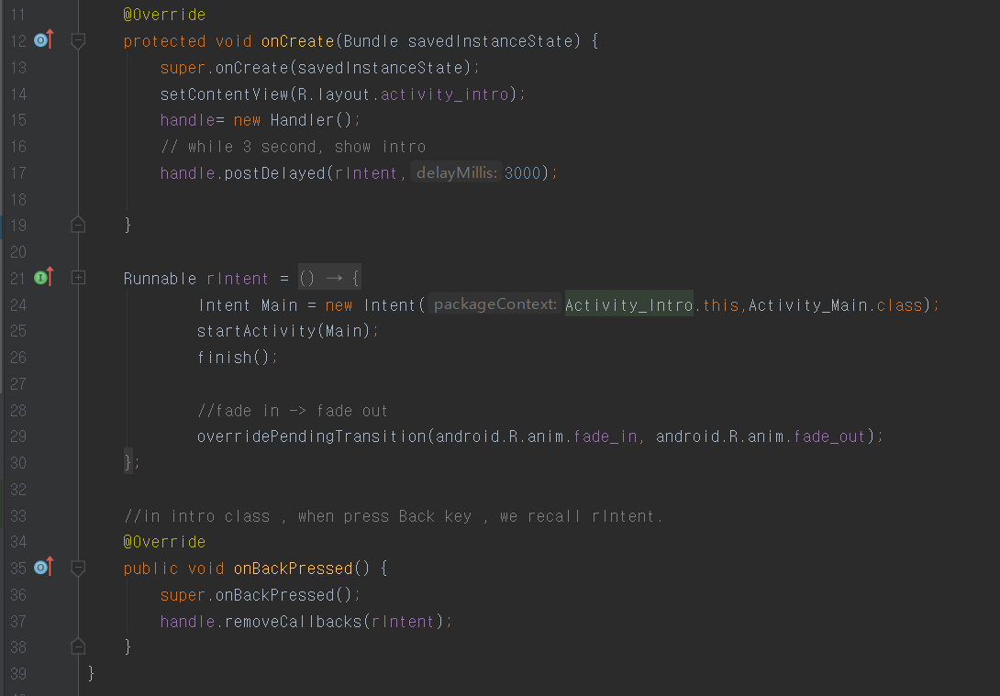 11 @Override
12 protected void onCreate(Bundle savedInstanceState) {
13 super.onCreate(savedInstanceState);
14 setContentView(R.layout.activity_intro);
15 handle= new Handler();
16 // while 3 second, show intro
17 handle.postDelayed(rIntent, delayMillis: 3000);
18
19 }
20
21 Runnable rIntent = () → {
24 Intent Main = new Intent( packageContext: Activity_Intro.this,Activity_Main.class);
25 startActivity(Main);
26 finish();
27
28 //fade in -> fade out
29 overridePendingTransition(android.R.anim.fade_in, android.R.anim.fade_out);
30 };
32
33 //in intro class , when press Back key , we recall rIntent.
34 @Override
35 public void onBackPressed() {
36 super.onBackPressed();
37 handle.removeCallbacks(rIntent);
38 }
39 }